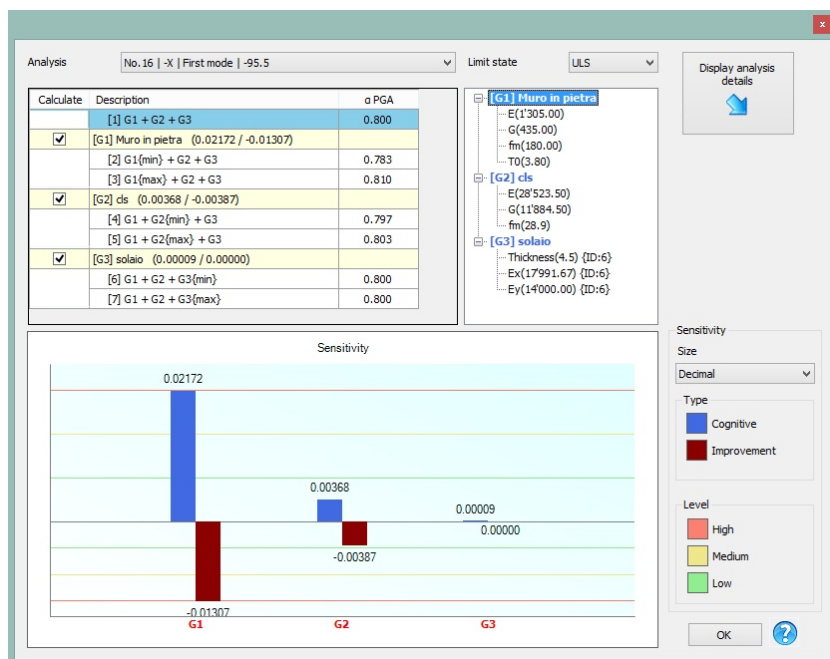 x
Analysis
No.16 | -X | First mode | -95.5
Limit state
ULS
Display analysis
details
Calculate Description α PGA
[1] G1 + G2 + G3 0.800
[G1] Muro in pietra (0.02172 / -0.01307)
[2] G1{min} + G2 + G3 0.783
[3] G1{max} + G2 + G3 0.810
[G2] cls (0.00368 / -0.00387)
[4] G1 + G2{min} + G3 0.797
[5] G1 + G2{max} + G3 0.803
[G3] solaio (0.00009 / 0.00000)
[6] G1 + G2 + G3{min} 0.800
[7] G1 + G2 + G3{max} 0.800
[G1] Muro in pietra
E(1'305.00)
G(435.00)
fm(180.00)
T0(3.80)
[G2] cls
E(28'523.50)
G(11'884.50)
fm(28.9)
[G3] solaio
Thickness(4.5) {ID:6}
Ex(17'991.67) {ID:6}
Ey(14'000.00) {ID:6}
Sensitivity
0.02172
0.00368
0.00009
0.00000
-0.00387
-0.01307
G1 G2 G3
Sensitivity
Size
Decimal
Type
Cognitive
Improvement
Level
High
Medium
Low
OK
?